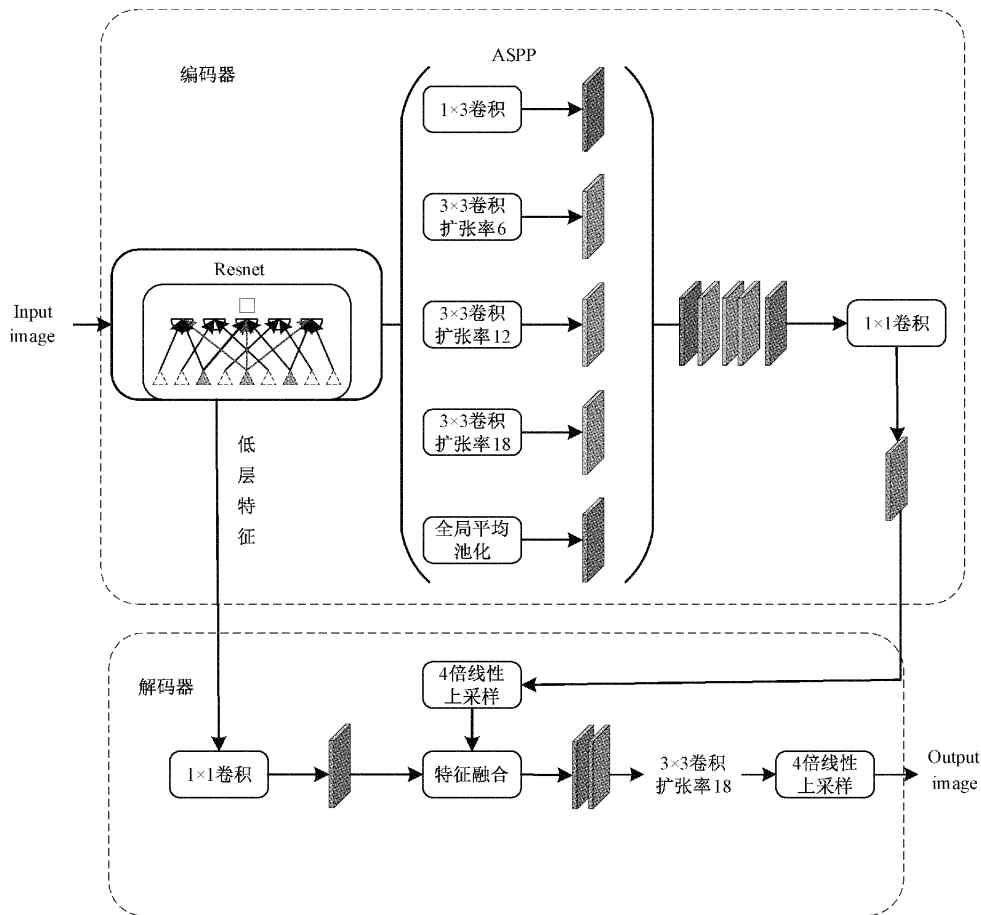 编码器
ASPP
1×3卷积
3×3卷积
扩张率6
Resnet
Input
image
3×3卷积
扩张率12
1×1卷积
3×3卷积
扩张率18
低
层
特
征
全局平均
池化
解码器
4倍线性
上采样
1×1卷积
特征融合
3×3卷积
扩张率18
4倍线性
上采样
Output
image